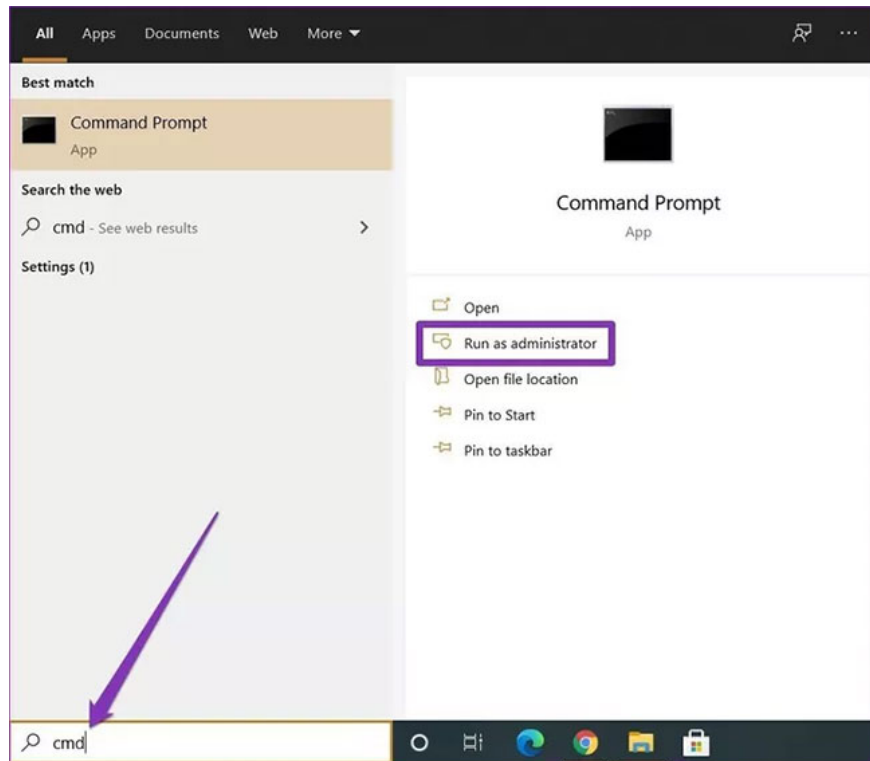 All Apps Documents Web More
Best match
Command Prompt
App
Search the web
cmd - See web results
Settings (1)
Command Prompt
App
Open
Run as administrator
Open file location
Pin to Start
Pin to taskbar
cmd